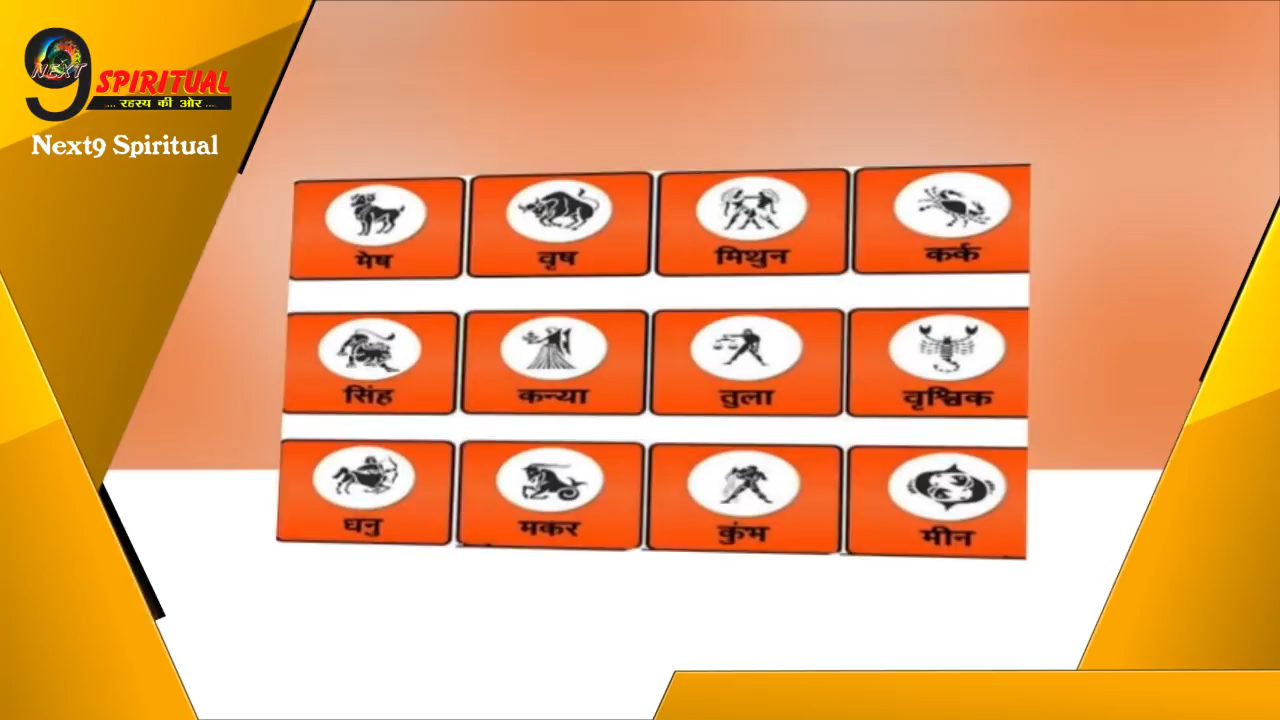 9
NEXT
SPIRITUAL
... रहस्य की ओर ...
Next9 Spiritual
मेष वृष मिथुन कर्क
सिंह कन्या तुला वृश्चिक
धनु मकर कुंभ मीन